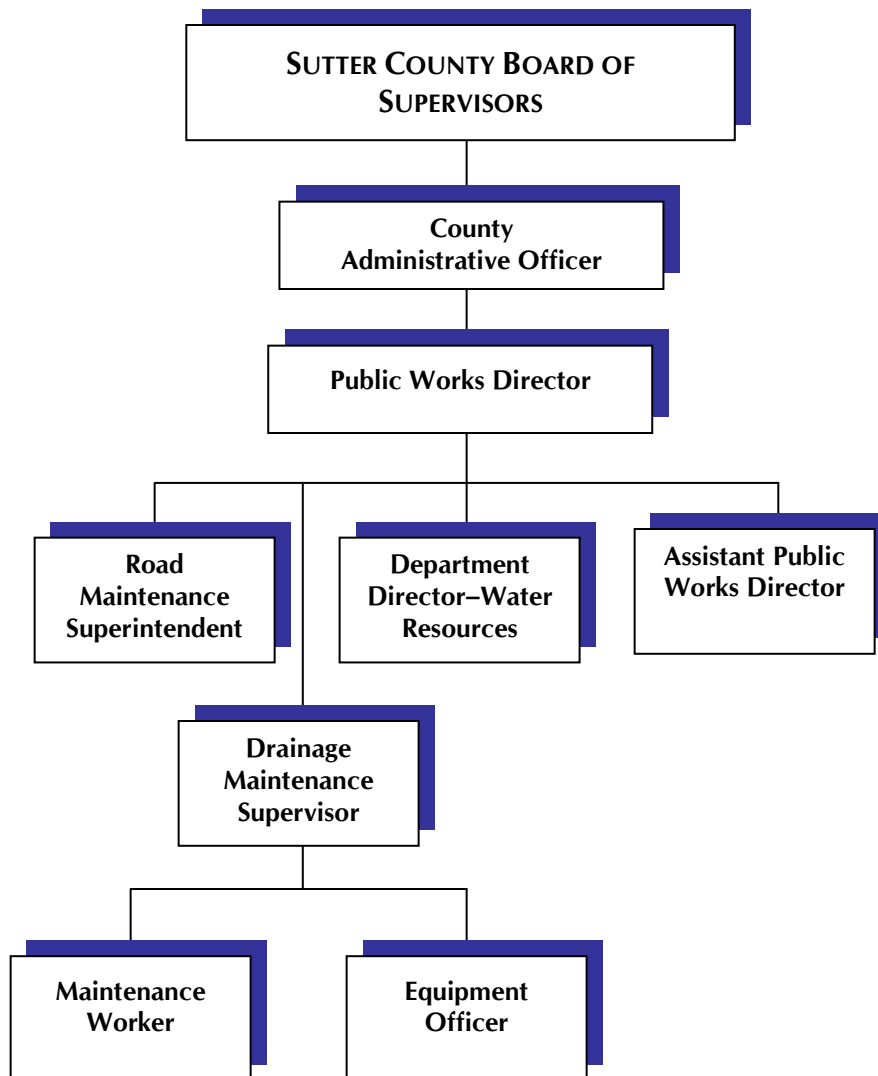 SUTTER COUNTY BOARD OF
SUPERVISORS
County
Administrative Officer
Public Works Director
Road
Maintenance
Superintendent
Department
Director–Water
Resources
Assistant Public
Works Director
Drainage
Maintenance
Supervisor
Maintenance
Worker
Equipment
Officer